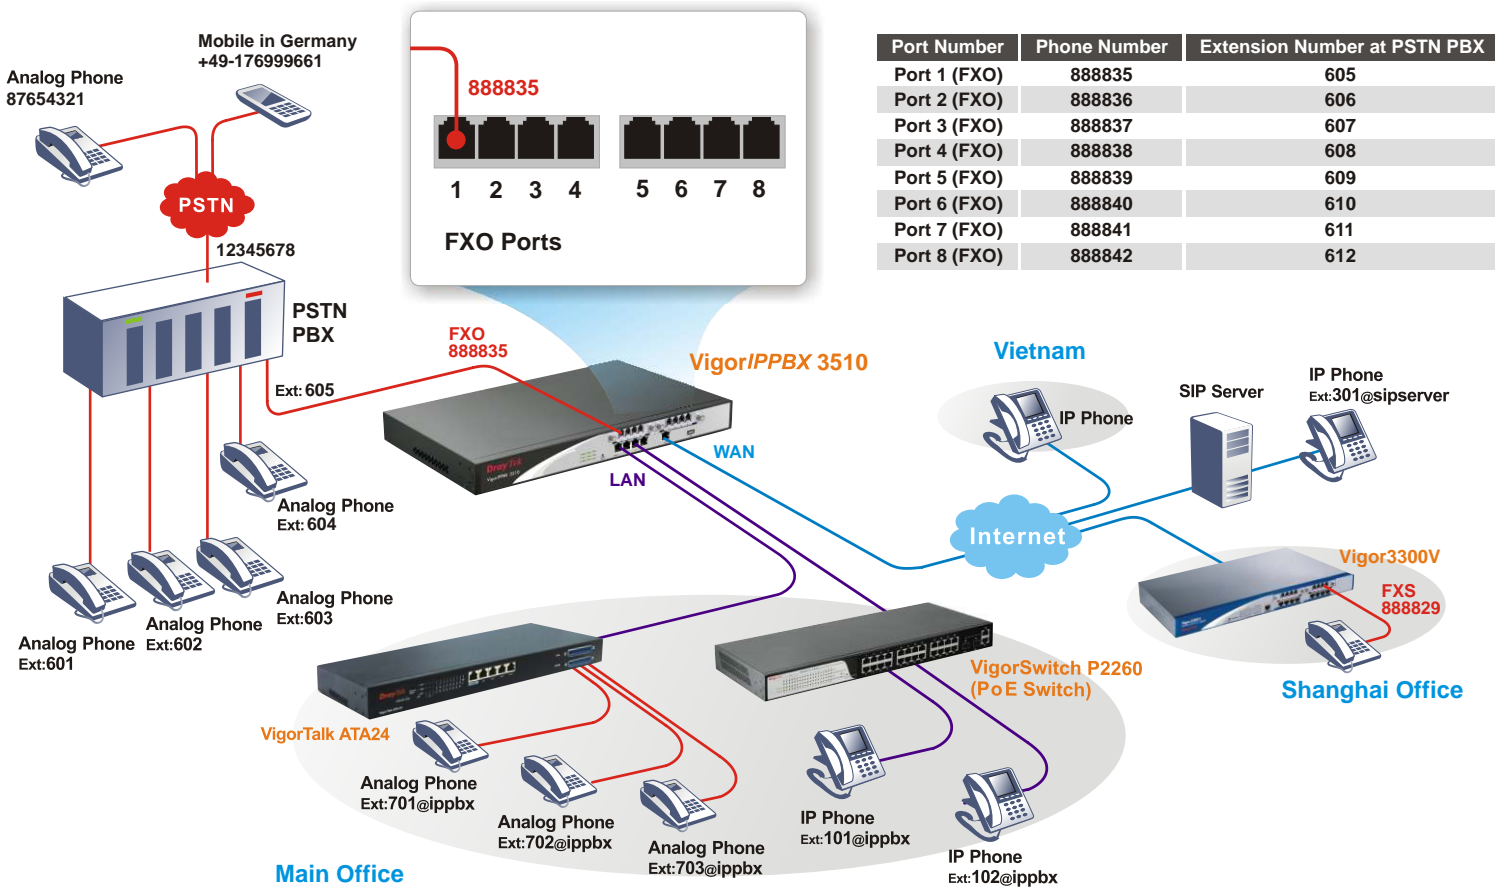 Mobile in Germany
+49-176999661
Analog Phone
87654321
PSTN
12345678
PSTN
PBX
888835
1 2 3 4 5 6 7 8
FXO Ports
Port Number Phone Number Extension Number at PSTN PBX
Port 1 (FXO) 888835 605
Port 2 (FXO) 888836 606
Port 3 (FXO) 888837 607
Port 4 (FXO) 888838 608
Port 5 (FXO) 888839 609
Port 6 (FXO) 888840 610
Port 7 (FXO) 888841 611
Port 8 (FXO) 888842 612
FXO
888835
Ext: 605
VigorIPPBX 3510
DrayTek
VigorIPPBX 3510
WAN
LAN
Vietnam
IP Phone
SIP Server
IP Phone
Ext:301@sipserver
Internet
Analog Phone
Ext: 604
Analog Phone
Ext:603
Analog Phone
Ext:602
Analog Phone
Ext:601
Vigor3300V
FXS
888829
Shanghai Office
VigorSwitch P2260
(PoE Switch)
DrayTek
VigorTalk ATA24
Analog Phone
Ext:701@ippbx
Analog Phone
Ext:702@ippbx
Analog Phone
Ext:703@ippbx
IP Phone
Ext:101@ippbx
IP Phone
Ext:102@ippbx
Main Office